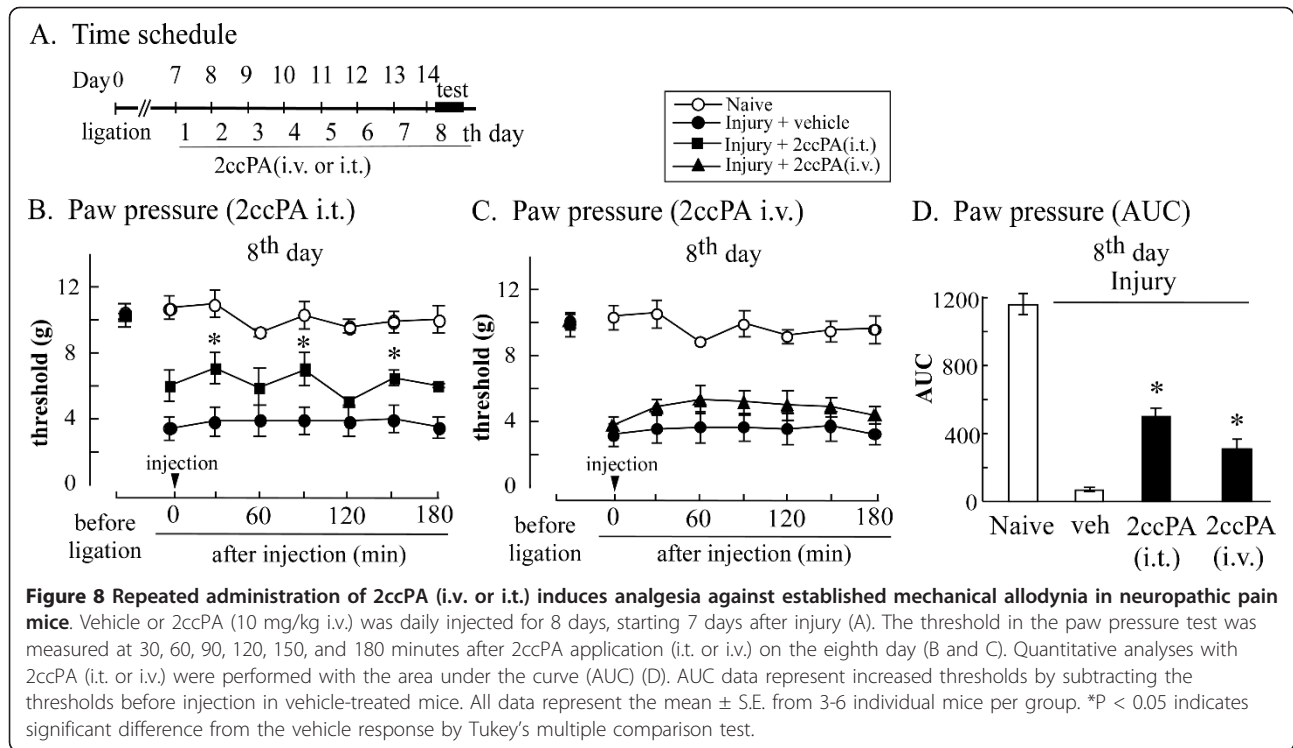 A. Time schedule
Day 0 7 8 9 10 11 12 13 14
test
ligation 1 2 3 4 5 6 7 8 th day
2ccPA(i.v. or i.t.)
Naive
Injury + vehicle
Injury + 2ccPA(i.t.)
Injury + 2ccPA(i.v.)
B. Paw pressure (2ccPA i.t.)
8th day
threshold (g)
12
8
4
0
* * *
injection
before ligation
0 60 120 180
after injection (min)
C. Paw pressure (2ccPA i.v.)
8th day
threshold (g)
12
8
4
0
injection
before ligation
0 60 120 180
after injection (min)
D. Paw pressure (AUC)
8th day
Injury
AUC
1200
800
400
0
* *
Naive veh 2ccPA (i.t.) 2ccPA (i.v.)
Figure 8 Repeated administration of 2ccPA (i.v. or i.t.) induces analgesia against established mechanical allodynia in neuropathic pain
mice. Vehicle or 2ccPA (10 mg/kg i.v.) was daily injected for 8 days, starting 7 days after injury (A). The threshold in the paw pressure test was
measured at 30, 60, 90, 120, 150, and 180 minutes after 2ccPA application (i.t. or i.v.) on the eighth day (B and C). Quantitative analyses with
2ccPA (i.t. or i.v.) were performed with the area under the curve (AUC) (D). AUC data represent increased thresholds by subtracting the
thresholds before injection in vehicle-treated mice. All data represent the mean ± S.E. from 3-6 individual mice per group. *P < 0.05 indicates
significant difference from the vehicle response by Tukey's multiple comparison test.